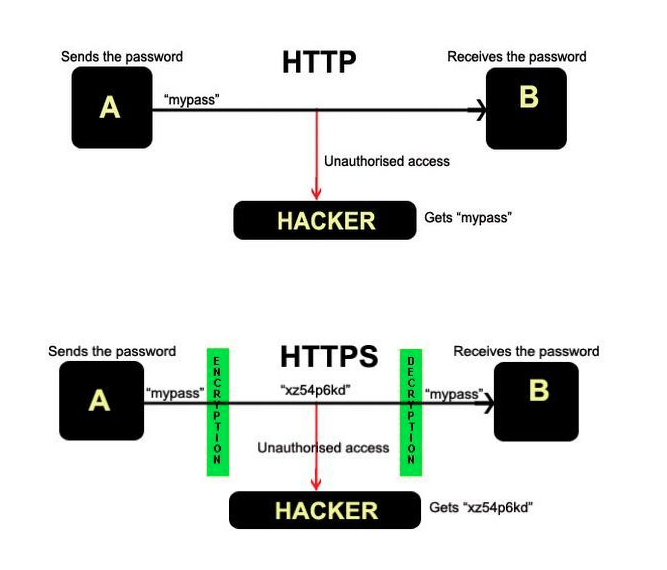 HTTP
Sends the password
Receives the password
A
"mypass"
B
Unauthorised access
HACKER
Gets "mypass"
HTTPS
Sends the password
Receives the password
A
"mypass"
ENCRYPTION
"xz54p6kd"
DECRYPTION
"mypass"
B
Unauthorised access
HACKER
Gets "xz54p6kd"